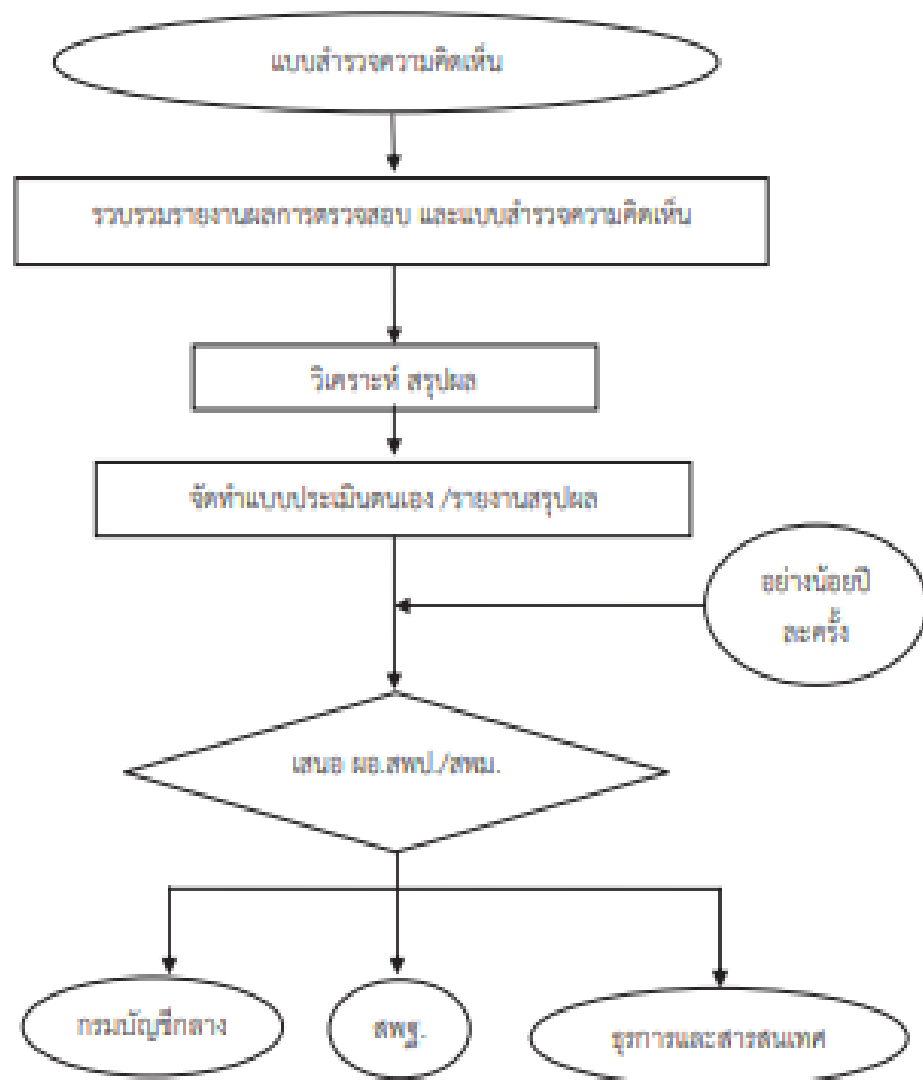 แบบสำรวจความคิดเห็น
รวบรวมรายงานผลการตรวจสอบ และแบบสำรวจความคิดเห็น
วิเคราะห์ สรุปผล
จัดทำแบบประเมินตนเอง /รายงานสรุปผล
อย่างน้อยปี
ละครั้ง
เสนอ ผอ.สพป./สพม.
กรมบัญชีกลาง
สพฐ.
ธุรการและสารสนเทศ